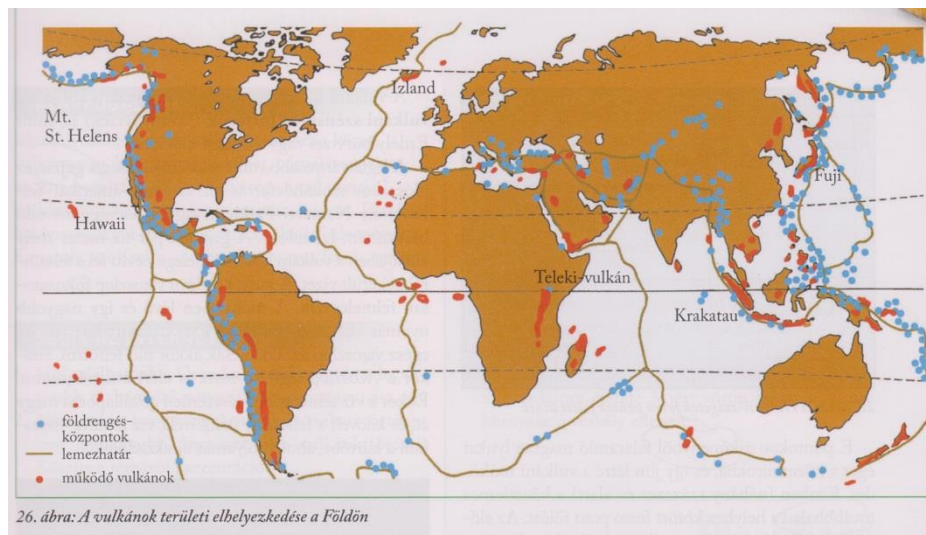 Izland
Mt.
St. Helens
Fuji
Hawaii
Teleki-vulkán
Krakatau
földrengés-
központok
lemezhatár
működő vulkánok
26. ábra: A vulkánok területi elhelyezkedése a Földön